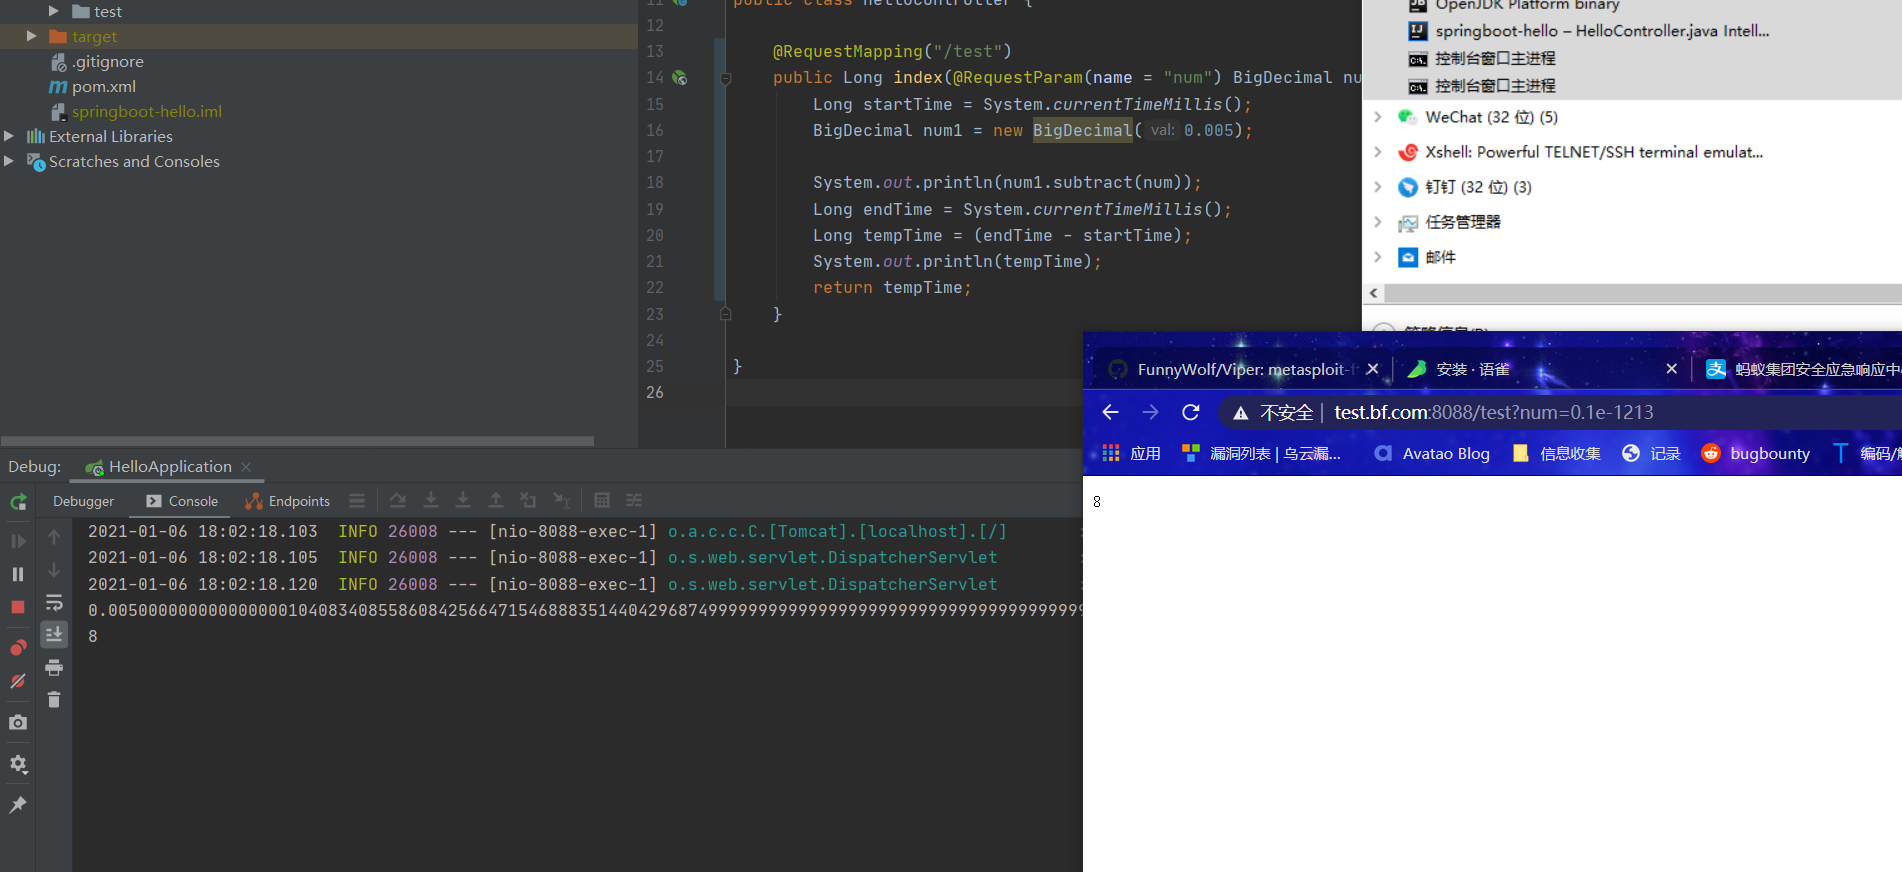 test
target
.gitignore
pom.xml
springboot-hello.iml
External Libraries
Scratches and Consoles
11 public class HelloController {
12
13 @RequestMapping("/test")
14 public Long index(@RequestParam(name = "num") BigDecimal nu
15 Long startTime = System.currentTimeMillis();
16 BigDecimal num1 = new BigDecimal( val: 0.005);
17
18 System.out.println(num1.subtract(num));
19 Long endTime = System.currentTimeMillis();
20 Long tempTime = (endTime - startTime);
21 System.out.println(tempTime);
22 return tempTime;
23 }
24
25 }
26
OpenJDK Platform binary
springboot-hello – HelloController.java Intell...
控制台窗口主进程
控制台窗口主进程
WeChat (32 位) (5)
Xshell: Powerful TELNET/SSH terminal emulat...
钉钉 (32 位) (3)
任务管理器
邮件
FunnyWolf/Viper: metasploit-f
安装 · 语雀
蚂蚁集团安全应急响应中
不安全 | test.bf.com:8088/test?num=0.1e-1213
应用
漏洞列表 | 乌云漏...
Avatao Blog
信息收集
记录
bugbounty
8
Debug: HelloApplication
Debugger Console Endpoints
2021-01-06 18:02:18.103 INFO 26008 --- [nio-8088-exec-1] o.a.c.c.C.[Tomcat].[localhost].[/]
2021-01-06 18:02:18.105 INFO 26008 --- [nio-8088-exec-1] o.s.web.servlet.DispatcherServlet
2021-01-06 18:02:18.120 INFO 26008 --- [nio-8088-exec-1] o.s.web.servlet.DispatcherServlet
8